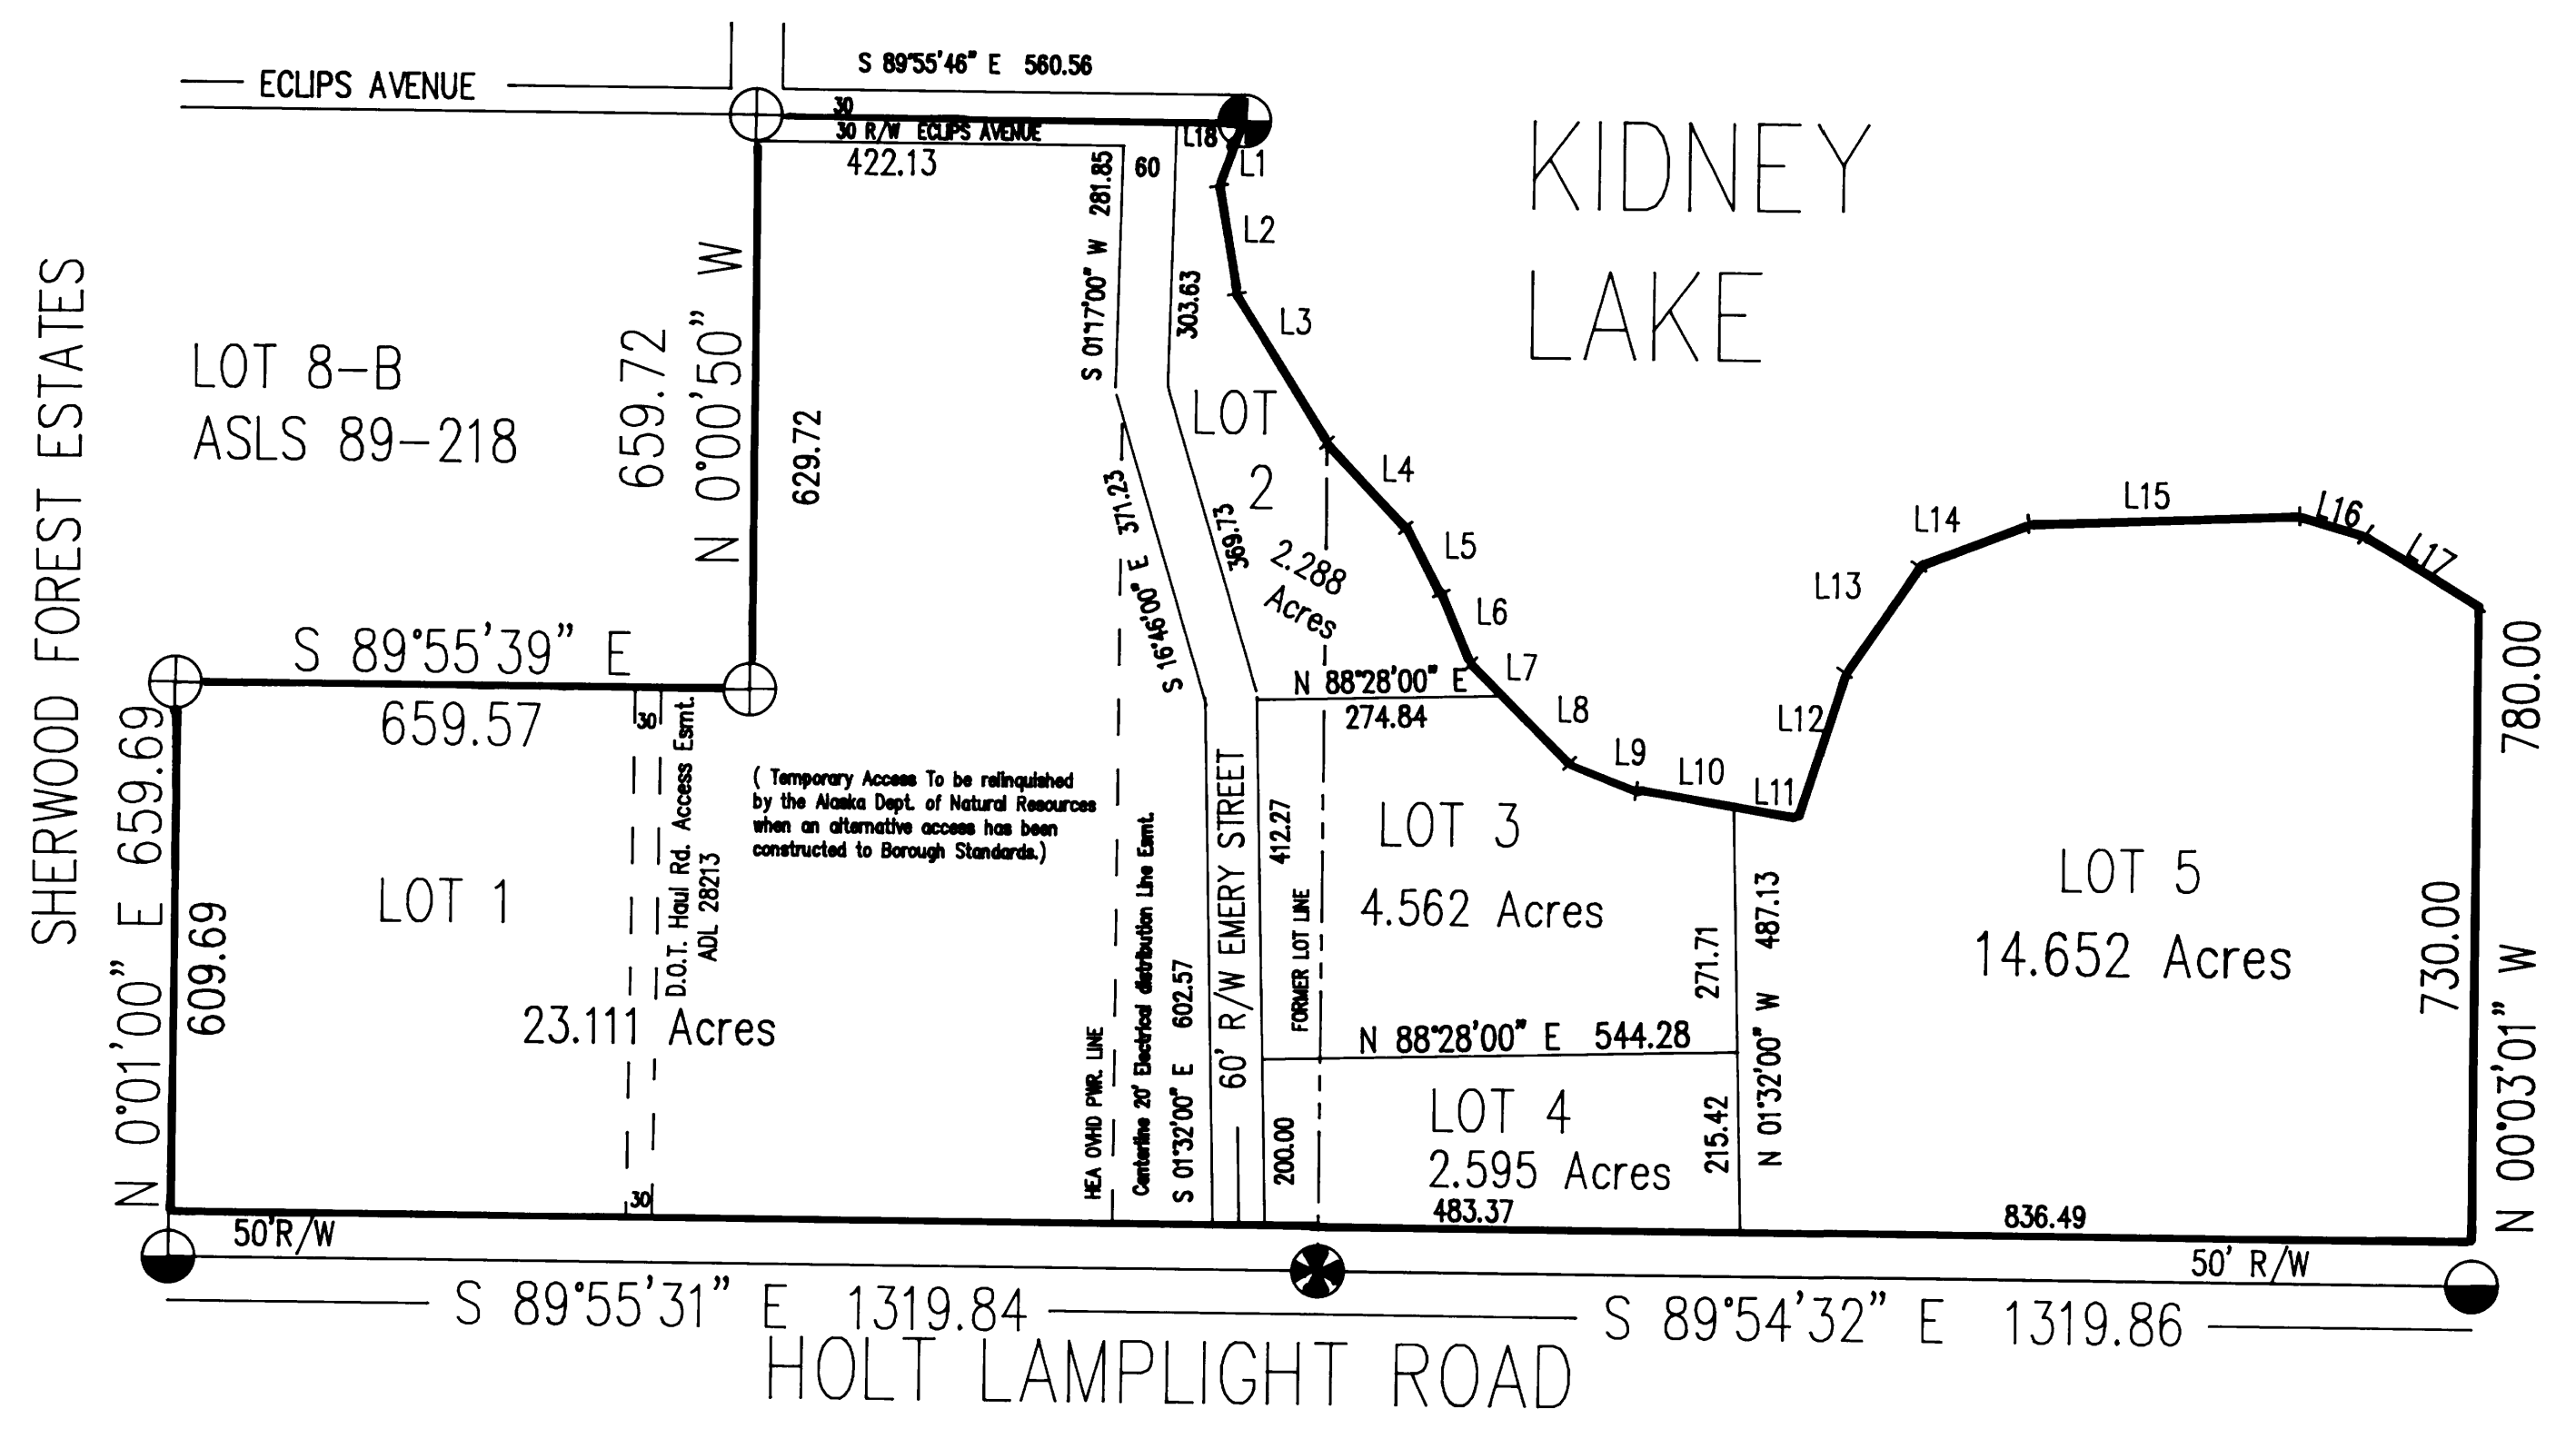 S 89°55'46" E 560.56
ECLIPS AVENUE
30
30 R/W ECLIPS AVENUE
L18
422.13
60
L1
KIDNEY
LAKE
S 01°17'00" W 281.85
303.63
L2
L3
SHERWOOD FOREST ESTATES
LOT 8-B
ASLS 89-218
659.72
N 0°00'50" W
629.72
LOT
2
2.288
Acres
371.23
S 16°46'00" E
369.73
L4
L5
L6
L7
L8
L9
L10
L11
L12
L13
L14
L15
L16
L17
S 89°55'39" E
659.57
N 0°01'00" E 659.69
609.69
30
D.O.T. Haul Rd. Access Esmt.
ADL 28213
( Temporary Access To be relinquished
by the Alaska Dept. of Natural Resources
when an alternative access has been
constructed to Borough Standards.)
LOT 1
23.111 Acres
30
HEA OVHD PWR. LINE
Centerline 20' Electrical distribution Line Esmt.
S 01°32'00" E 602.57
60' R/W EMERY STREET
N 88°28'00" E
274.84
412.27
FORMER LOT LINE
LOT 3
4.562 Acres
271.71
487.13
N 01°32'00" W
N 88°28'00" E 544.28
200.00
LOT 4
2.595 Acres
215.42
483.37
LOT 5
14.652 Acres
780.00
730.00
N 00°03'01" W
836.49
50'R/W
50' R/W
S 89°55'31" E 1319.84
S 89°54'32" E 1319.86
HOLT LAMPLIGHT ROAD